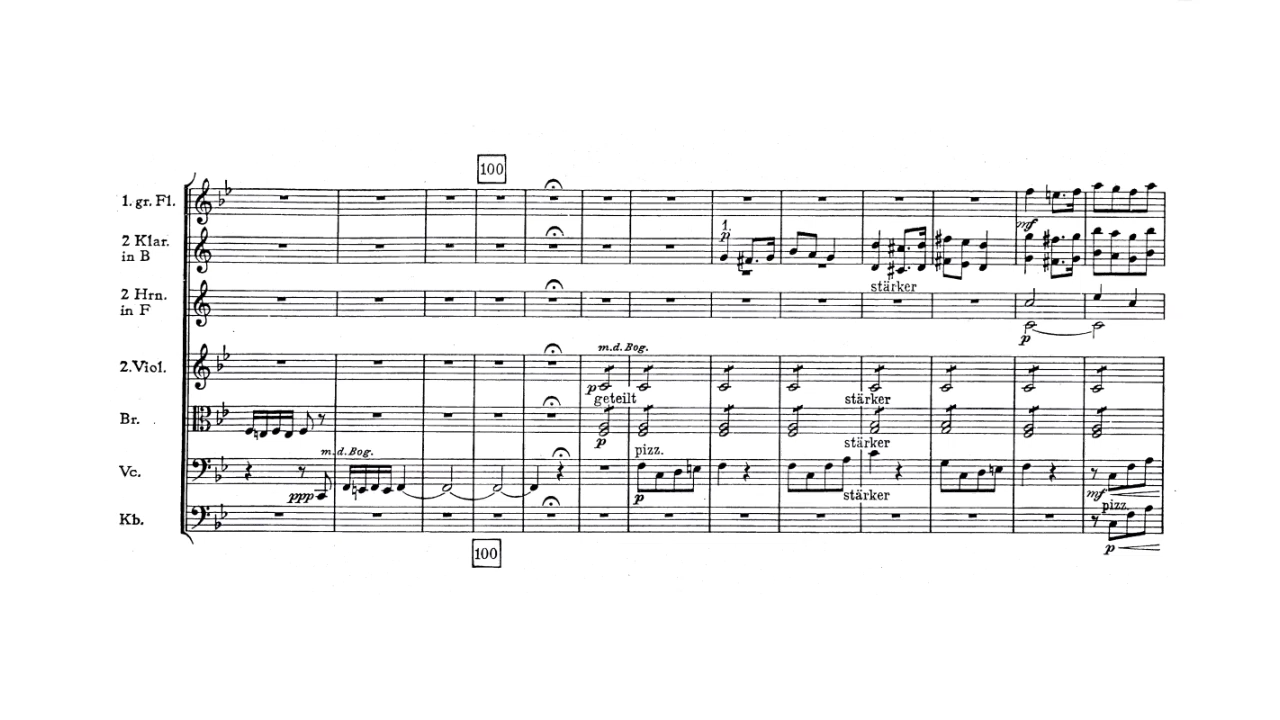 100
1. gr. Fl.
1.
p
mf
2 Klar.
in B
stärker
2 Hrn.
in F
p
m.d. Bog.
2. Viol.
p
geteilt
stärker
Br.
p
stärker
m.d. Bog.
pizz.
Vc.
ppp
p
stärker
mf
pizz.
Kb.
p
100